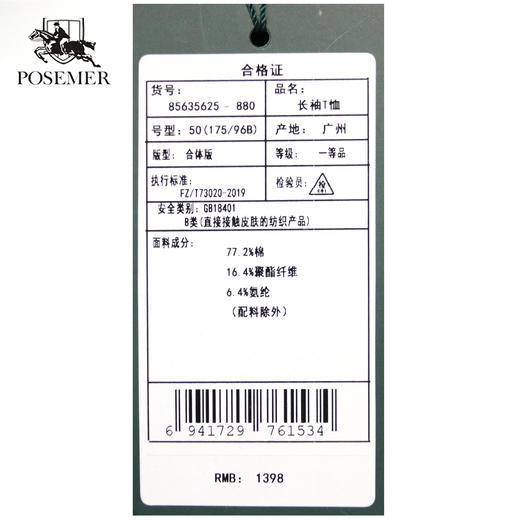 POSEMER
合格证
货号：
85635625 - 880
品名：
长袖T恤
号型：50(175/96B)
产地：广州
版型：合体版
等级：一等品
执行标准：
FZ/T73020-2019
检验员：
检
安全类别：GB18401
B类(直接接触皮肤的纺织产品)
面料成分：
77.2%棉
16.4%聚酯纤维
6.4%氨纶
(配料除外)
6 941729 761534
RMB：1398